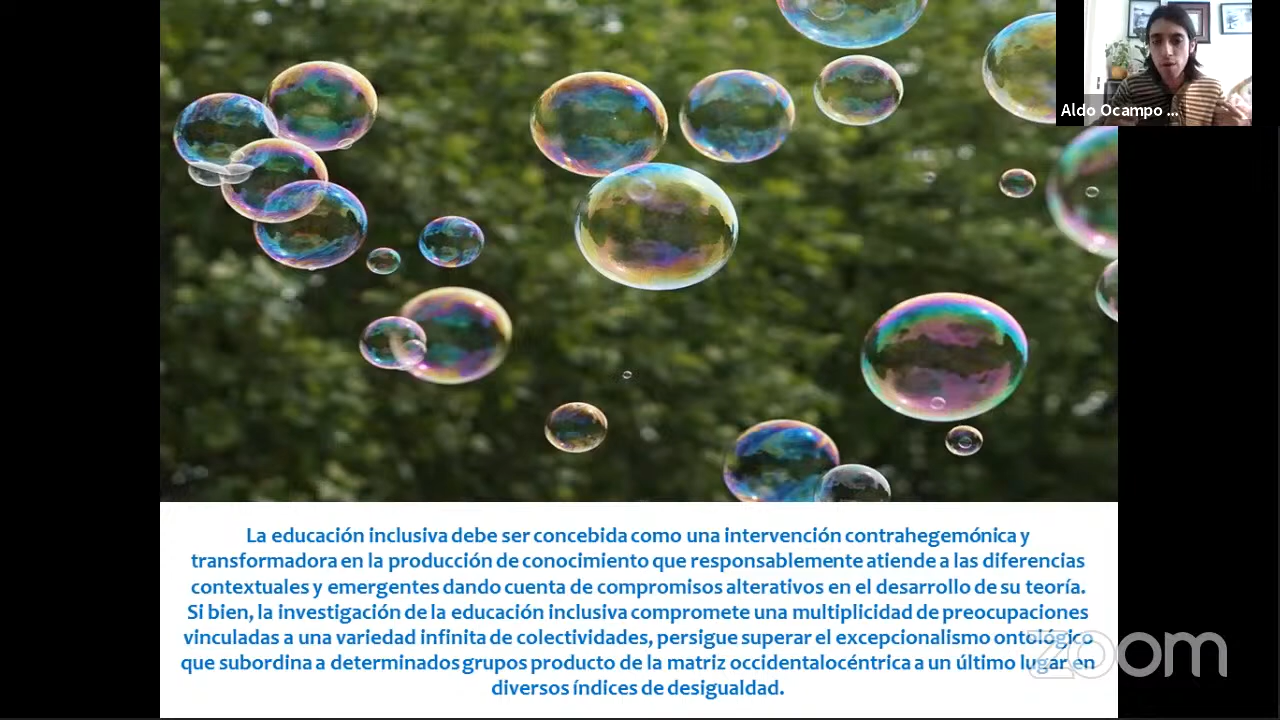 Aldo Ocampo ...
La educación inclusiva debe ser concebida como una intervención contrahegemónica y
transformadora en la producción de conocimiento que responsablemente atiende a las diferencias
contextuales y emergentes dando cuenta de compromisos alterativos en el desarrollo de su teoría.
Si bien, la investigación de la educación inclusiva compromete una multiplicidad de preocupaciones
vinculadas a una variedad infinita de colectividades, persigue superar el excepcionalismo ontológico
que subordina a determinados grupos producto de la matriz occidentalocéntrica a un último lugar en
diversos índices de desigualdad.
zoom